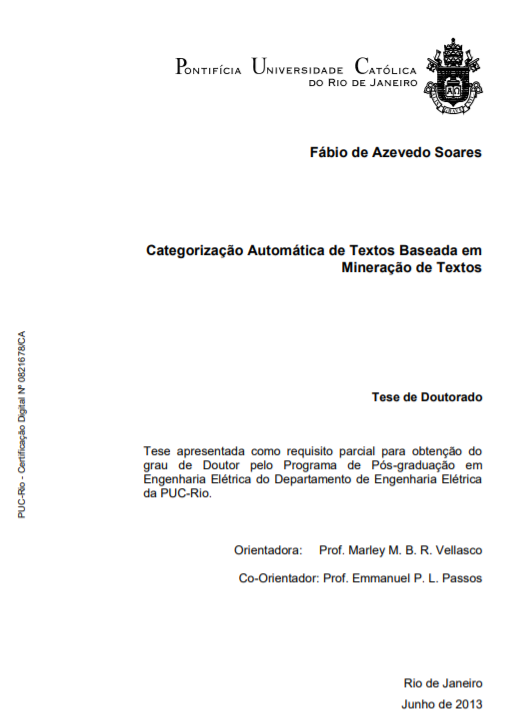 Pontifícia Universidade Católica
do Rio de Janeiro
Fábio de Azevedo Soares
Categorização Automática de Textos Baseada em
Mineração de Textos
Tese de Doutorado
Tese apresentada como requisito parcial para obtenção do
grau de Doutor pelo Programa de Pós-graduação em
Engenharia Elétrica do Departamento de Engenharia Elétrica
da PUC-Rio.
Orientadora: Prof. Marley M. B. R. Vellasco
Co-Orientador: Prof. Emmanuel P. L. Passos
Rio de Janeiro
Junho de 2013
PUC-Rio - Certificação Digital Nº 0821678/CA